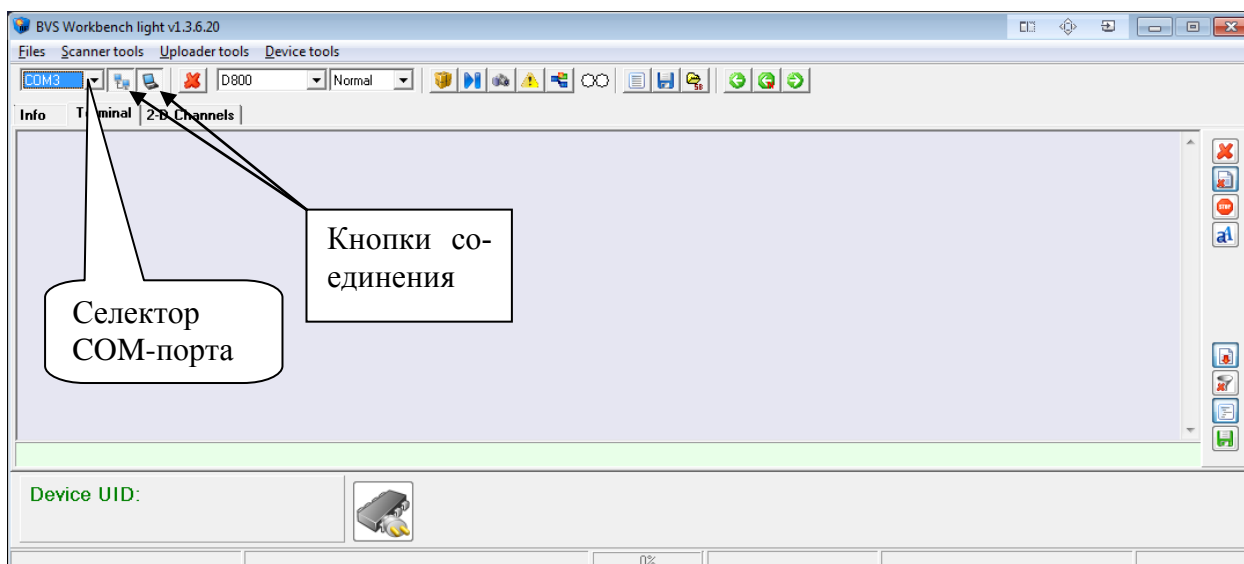 BVS Workbench light v1.3.6.20
Files Scanner tools Uploader tools Device tools
COM3 D800 Normal
Info Terminal 2-D Channels
Кнопки со-
единения
Селектор
COM-порта
Device UID:
0%